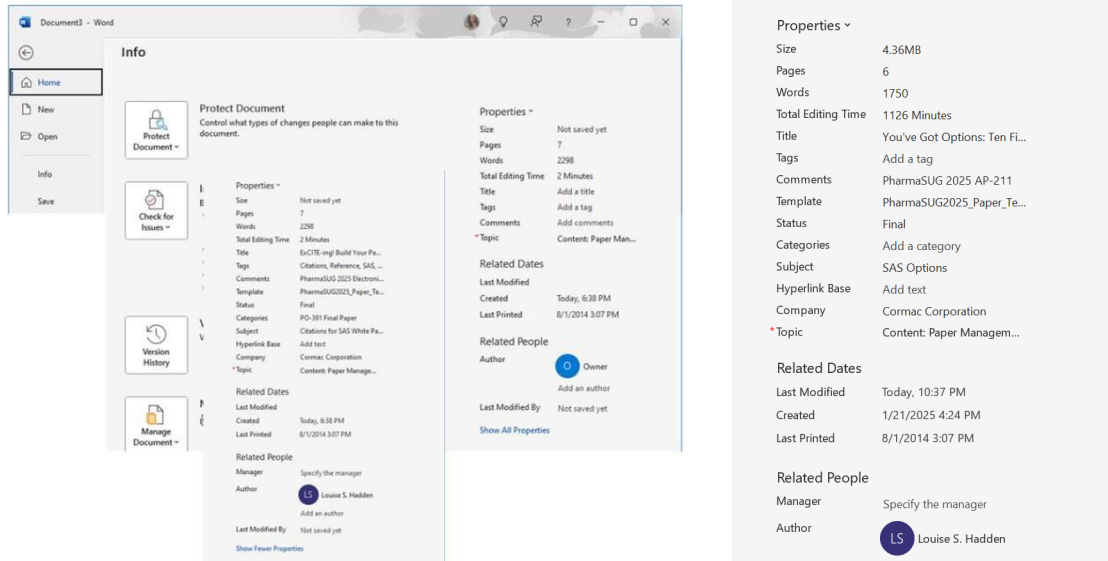 Document3 - Word
?
Info
Home
New
Open
Info
Save
Protect Document
Protect Document
Control what types of changes people can make to this
document.
Check for Issues
Version History
Manage Document
Properties
Size Not saved yet
Pages 7
Words 2298
Total Editing Time 2 Minutes
Title Add a title
Tags Add a tag
Comments Add comments
*Topic Content: Paper Man...
Related Dates
Last Modified
Created Today, 6:38 PM
Last Printed 8/1/2014 3:07 PM
Related People
Author O Owner
Add an author
Last Modified By Not saved yet
Show All Properties
Properties
Size Not saved yet
Pages 7
Words 2298
Total Editing Time 2 Minutes
Title ExCITE-ing! Build Your Pa...
Tags Citations, Reference, SAS, ...
Comments PharmaSUG 2025 Electroni...
Template PharmaSUG2025_Paper_Te...
Status Final
Categories PO-391 Final Paper
Subject Citations for SAS White Pa...
Hyperlink Base Add text
Company Cormac Corporation
*Topic Content: Paper Manage...
Related Dates
Last Modified
Created Today, 6:38 PM
Last Printed 8/1/2014 3:07 PM
Related People
Manager Specify the manager
Author LS Louise S. Hadden
Add an author
Last Modified By Not saved yet
Show Fewer Properties
Properties
Size 4.36MB
Pages 6
Words 1750
Total Editing Time 1126 Minutes
Title You've Got Options: Ten Fi...
Tags Add a tag
Comments PharmaSUG 2025 AP-211
Template PharmaSUG2025_Paper_Te...
Status Final
Categories Add a category
Subject SAS Options
Hyperlink Base Add text
Company Cormac Corporation
*Topic Content: Paper Managem...
Related Dates
Last Modified Today, 10:37 PM
Created 1/21/2025 4:24 PM
Last Printed 8/1/2014 3:07 PM
Related People
Manager Specify the manager
Author LS Louise S. Hadden